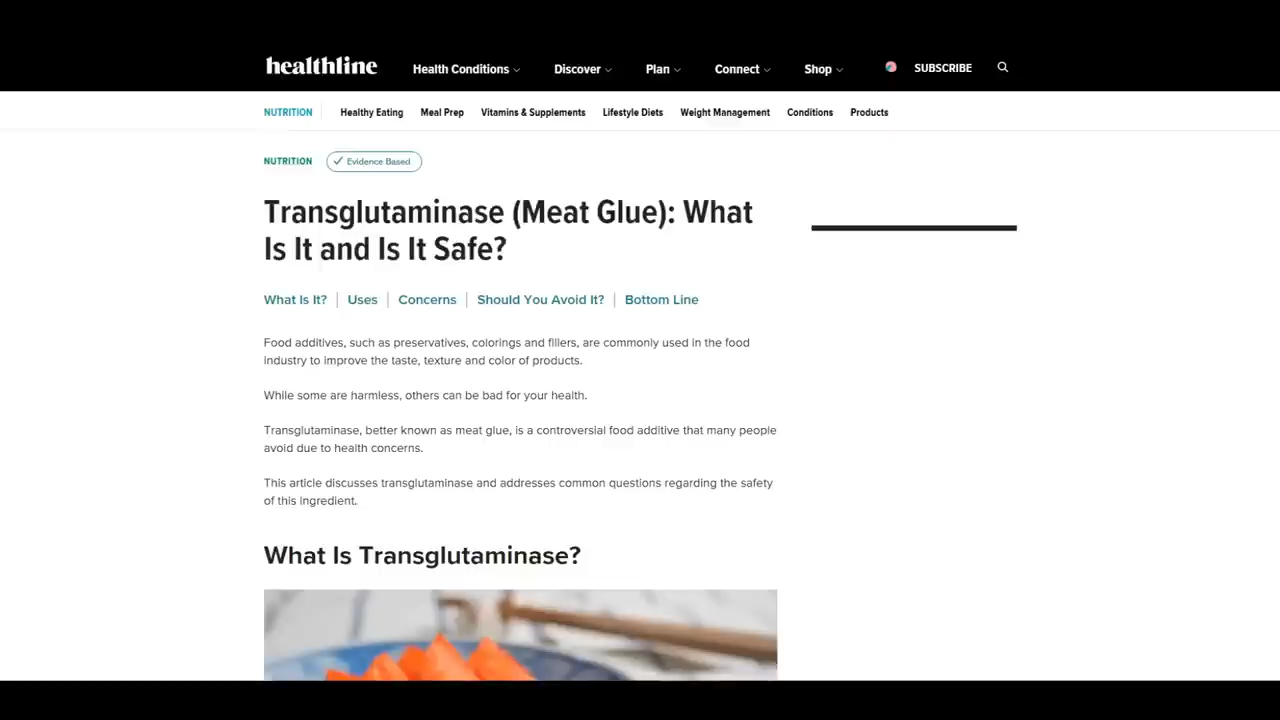 healthline
Health Conditions
Discover
Plan
Connect
Shop
SUBSCRIBE
NUTRITION
Healthy Eating
Meal Prep
Vitamins & Supplements
Lifestyle Diets
Weight Management
Conditions
Products
NUTRITION
Evidence Based
Transglutaminase (Meat Glue): What
Is It and Is It Safe?
What Is It?
Uses
Concerns
Should You Avoid It?
Bottom Line
Food additives, such as preservatives, colorings and fillers, are commonly used in the food
industry to improve the taste, texture and color of products.
While some are harmless, others can be bad for your health.
Transglutaminase, better known as meat glue, is a controversial food additive that many people
avoid due to health concerns.
This article discusses transglutaminase and addresses common questions regarding the safety
of this ingredient.
What Is Transglutaminase?